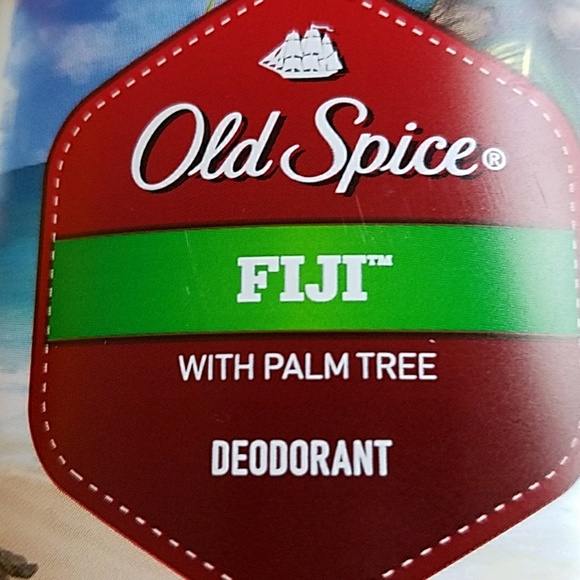 Old Spice®
FIJI™
WITH PALM TREE
DEODORANT